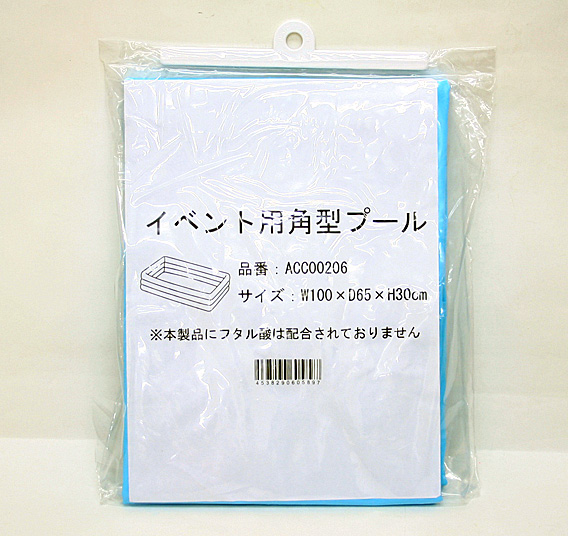 イベント用角型プール
品番：ACC00206
サイズ：W100×D65×H30cm
※本製品にフタル酸は配合されておりません
4538290605897